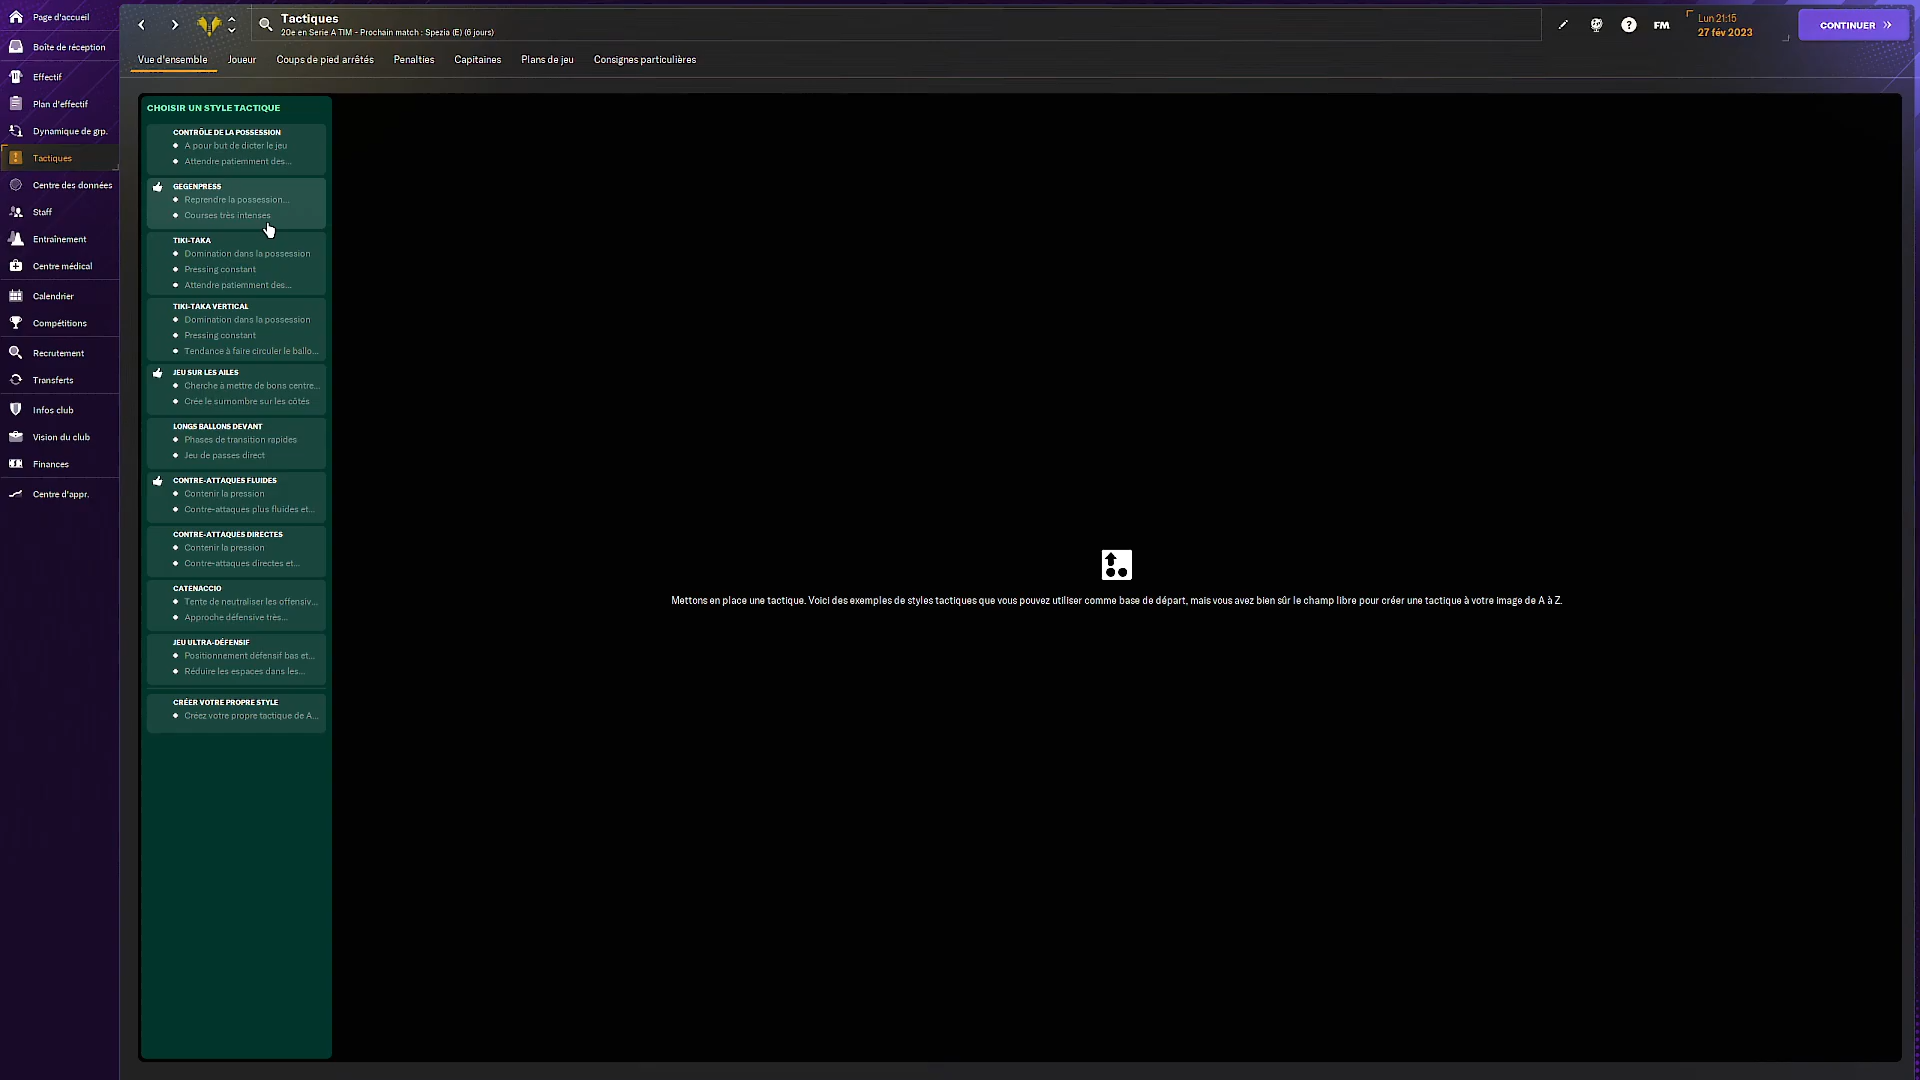 Page d'accueil
Boîte de réception
Effectif
Plan d'effectif
Dynamique de grp.
Tactiques
Centre des données
Staff
Entraînement
Centre médical
Calendrier
Compétitions
Recrutement
Transferts
Infos club
Vision du club
Finances
Centre d'appr.
Tactiques
20e en Serie A TIM - Prochain match : Spezia (E) (6 jours)
FM
Lun 21:15
27 fév 2023
CONTINUER
Vue d'ensemble
Joueur
Coups de pied arrêtés
Penalties
Capitaines
Plans de jeu
Consignes particulières
CHOISIR UN STYLE TACTIQUE
CONTRÔLE DE LA POSSESSION
A pour but de dicter le jeu
Attendre patiemment des...
GEGENPRESS
Reprendre la possession...
Courses très intenses
TIKI-TAKA
Domination dans la possession
Pressing constant
Attendre patiemment des...
TIKI-TAKA VERTICAL
Domination dans la possession
Pressing constant
Tendance à faire circuler le ballo...
JEU SUR LES AILES
Cherche à mettre de bons centre...
Crée le surnombre sur les côtés
LONGS BALLONS DEVANT
Phases de transition rapides
Jeu de passes direct
CONTRE-ATTAQUES FLUIDES
Contenir la pression
Contre-attaques plus fluides et...
CONTRE-ATTAQUES DIRECTES
Contenir la pression
Contre-attaques directes et...
CATENACCIO
Tente de neutraliser les offensiv...
Approche défensive très...
JEU ULTRA-DÉFENSIF
Positionnement défensif bas et...
Réduire les espaces dans les...
CRÉER VOTRE PROPRE STYLE
Créez votre propre tactique de A...
Mettons en place une tactique. Voici des exemples de styles tactiques que vous pouvez utiliser comme base de départ, mais vous avez bien sûr le champ libre pour créer une tactique à votre image de A à Z.